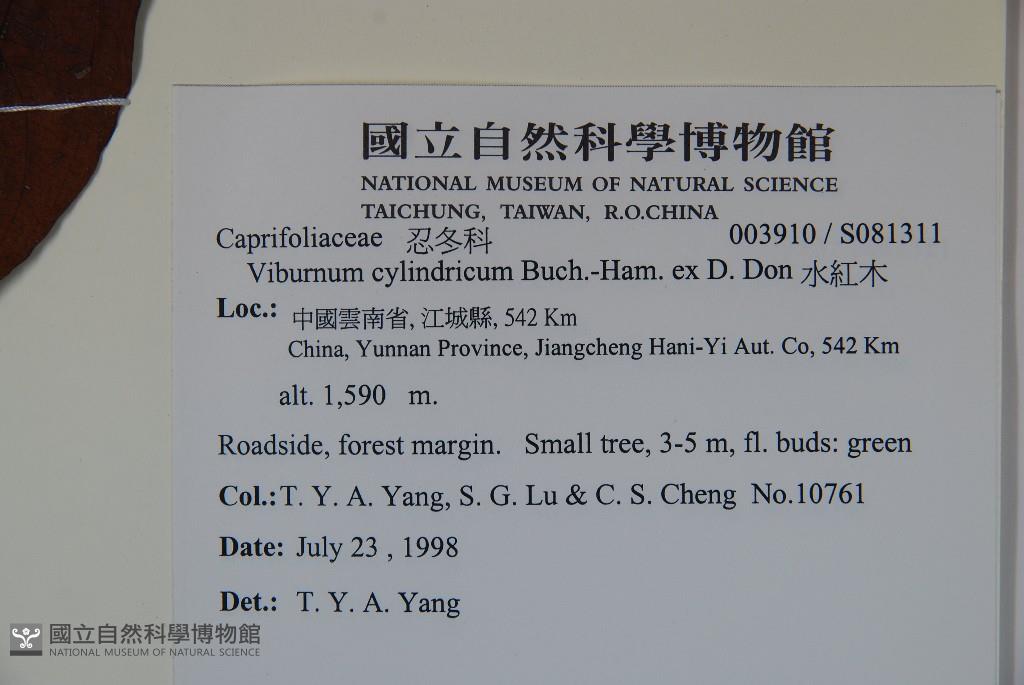 國立自然科學博物館
NATIONAL MUSEUM OF NATURAL SCIENCE
TAICHUNG, TAIWAN, R.O.CHINA
Caprifoliaceae 忍冬科 003910 / S081311
Viburnum cylindricum Buch.-Ham. ex D. Don 水紅木
Loc.: 中國雲南省, 江城縣, 542 Km
China, Yunnan Province, Jiangcheng Hani-Yi Aut. Co, 542 Km
alt. 1,590 m.
Roadside, forest margin. Small tree, 3-5 m, fl. buds: green
Col.: T. Y. A. Yang, S. G. Lu & C. S. Cheng No.10761
Date: July 23 , 1998
Det.: T. Y. A. Yang
國立自然科學博物館
NATIONAL MUSEUM OF NATURAL SCIENCE